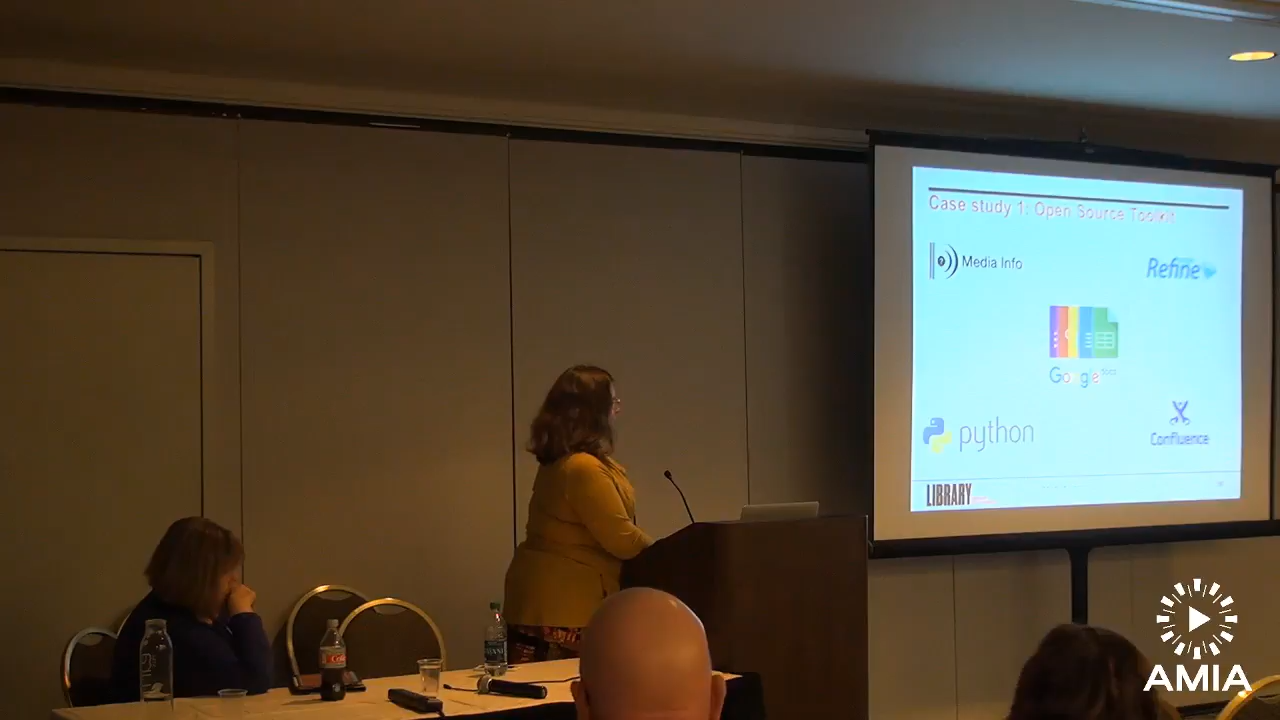 Case study 1: Open Source Toolkit
Media Info
Refine
Google docs
python
Confluence
LIBRARY
AMIA